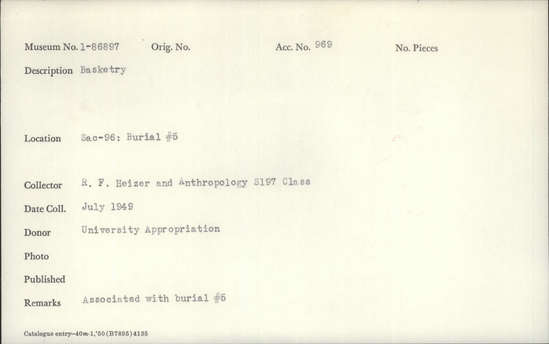 Museum No. 1-86897 Orig. No. Acc. No. 969 No. Pieces
Description Basketry
Location Sac-96; Burial #5
Collector R. F. Heizer and Anthropology S197 Class
Date Coll. July 1949
Donor University Appropriation
Photo
Published
Remarks Associated with burial #5
Catalogue entry—40m-1,'50(B7895)4135